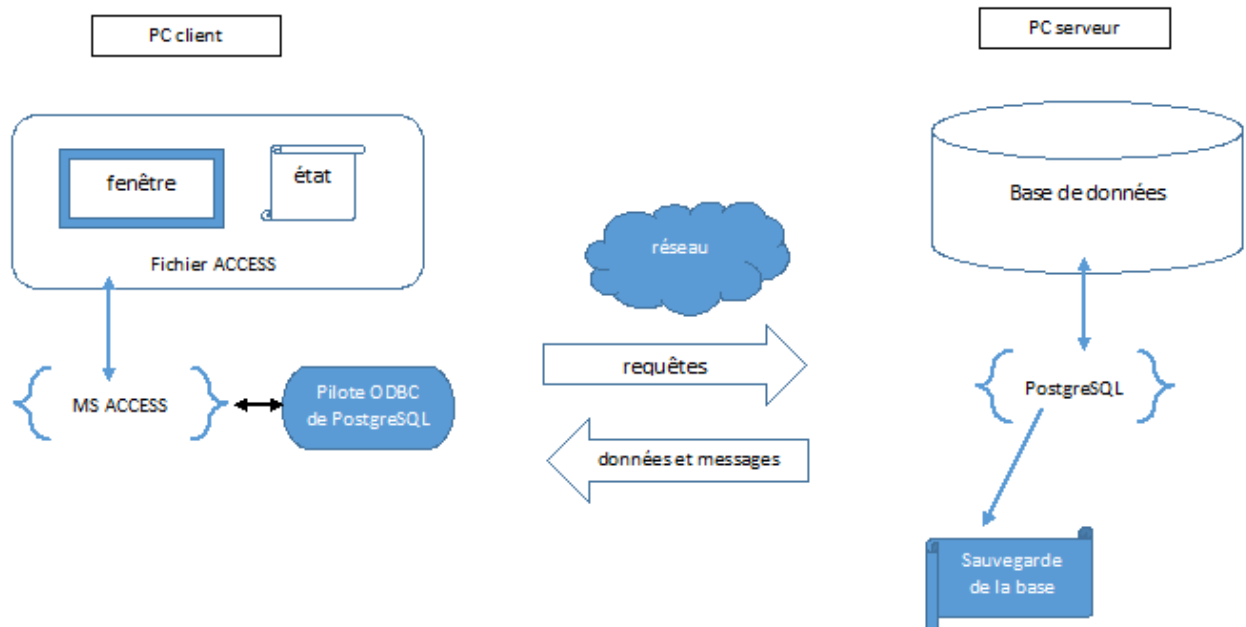 PC client
PC serveur
fenêtre
état
Fichier ACCESS
réseau
Base de données
requêtes
données et messages
MS ACCESS
Pilote ODBC
de PostgreSQL
PostgreSQL
Sauvegarde
de la base